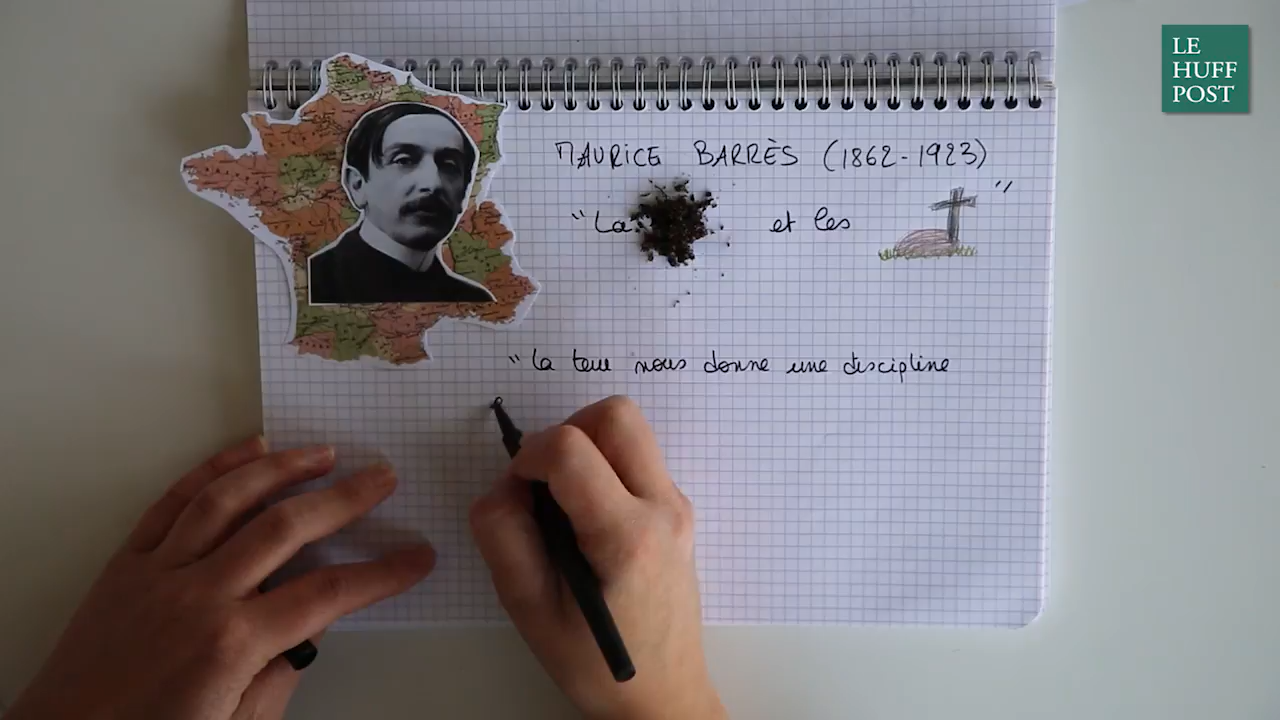 LE
HUFF
POST
MAURICE BARRÈS (1862-1923)
"La et les "
"La terre nous donne une discipline